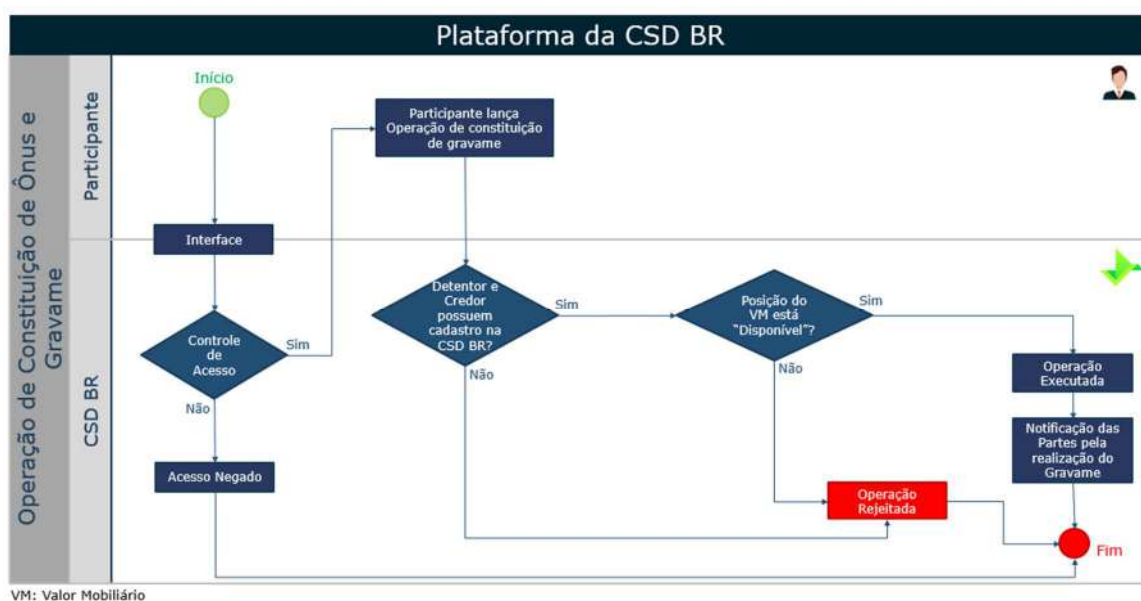 Plataforma da CSD BR
Operação de Constituição de Ônus e
Gravame
Participante
CSD BR
Início
Participante lança
Operação de constituição
de gravame
Interface
Controle
de
Acesso
Sim
Não
Acesso Negado
Detentor e
Credor
possuem
cadastro na
CSD BR?
Sim
Não
Posição do
VM está
“Disponível”?
Sim
Não
Operação
Executada
Notificação das
Partes pela
realização do
Gravame
Operação
Rejeitada
Fim
VM: Valor Mobiliário